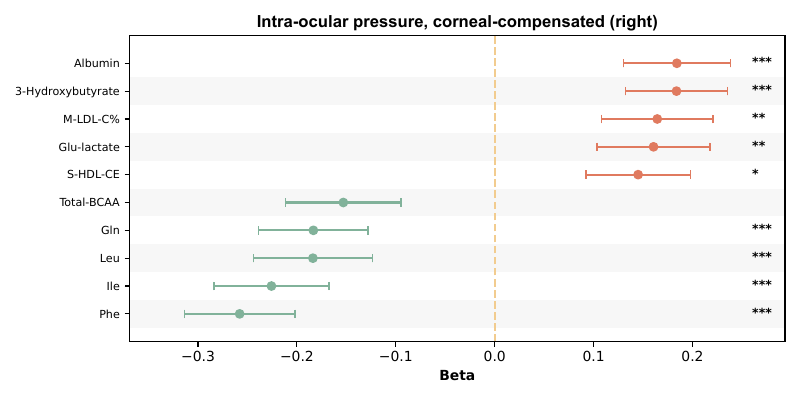 Intra-ocular pressure, corneal-compensated (right)
Albumin ***
3-Hydroxybutyrate ***
M-LDL-C% **
Glu-lactate **
S-HDL-CE *
Total-BCAA
Gln ***
Leu ***
Ile ***
Phe ***
−0.3 −0.2 −0.1 0.0 0.1 0.2
Beta